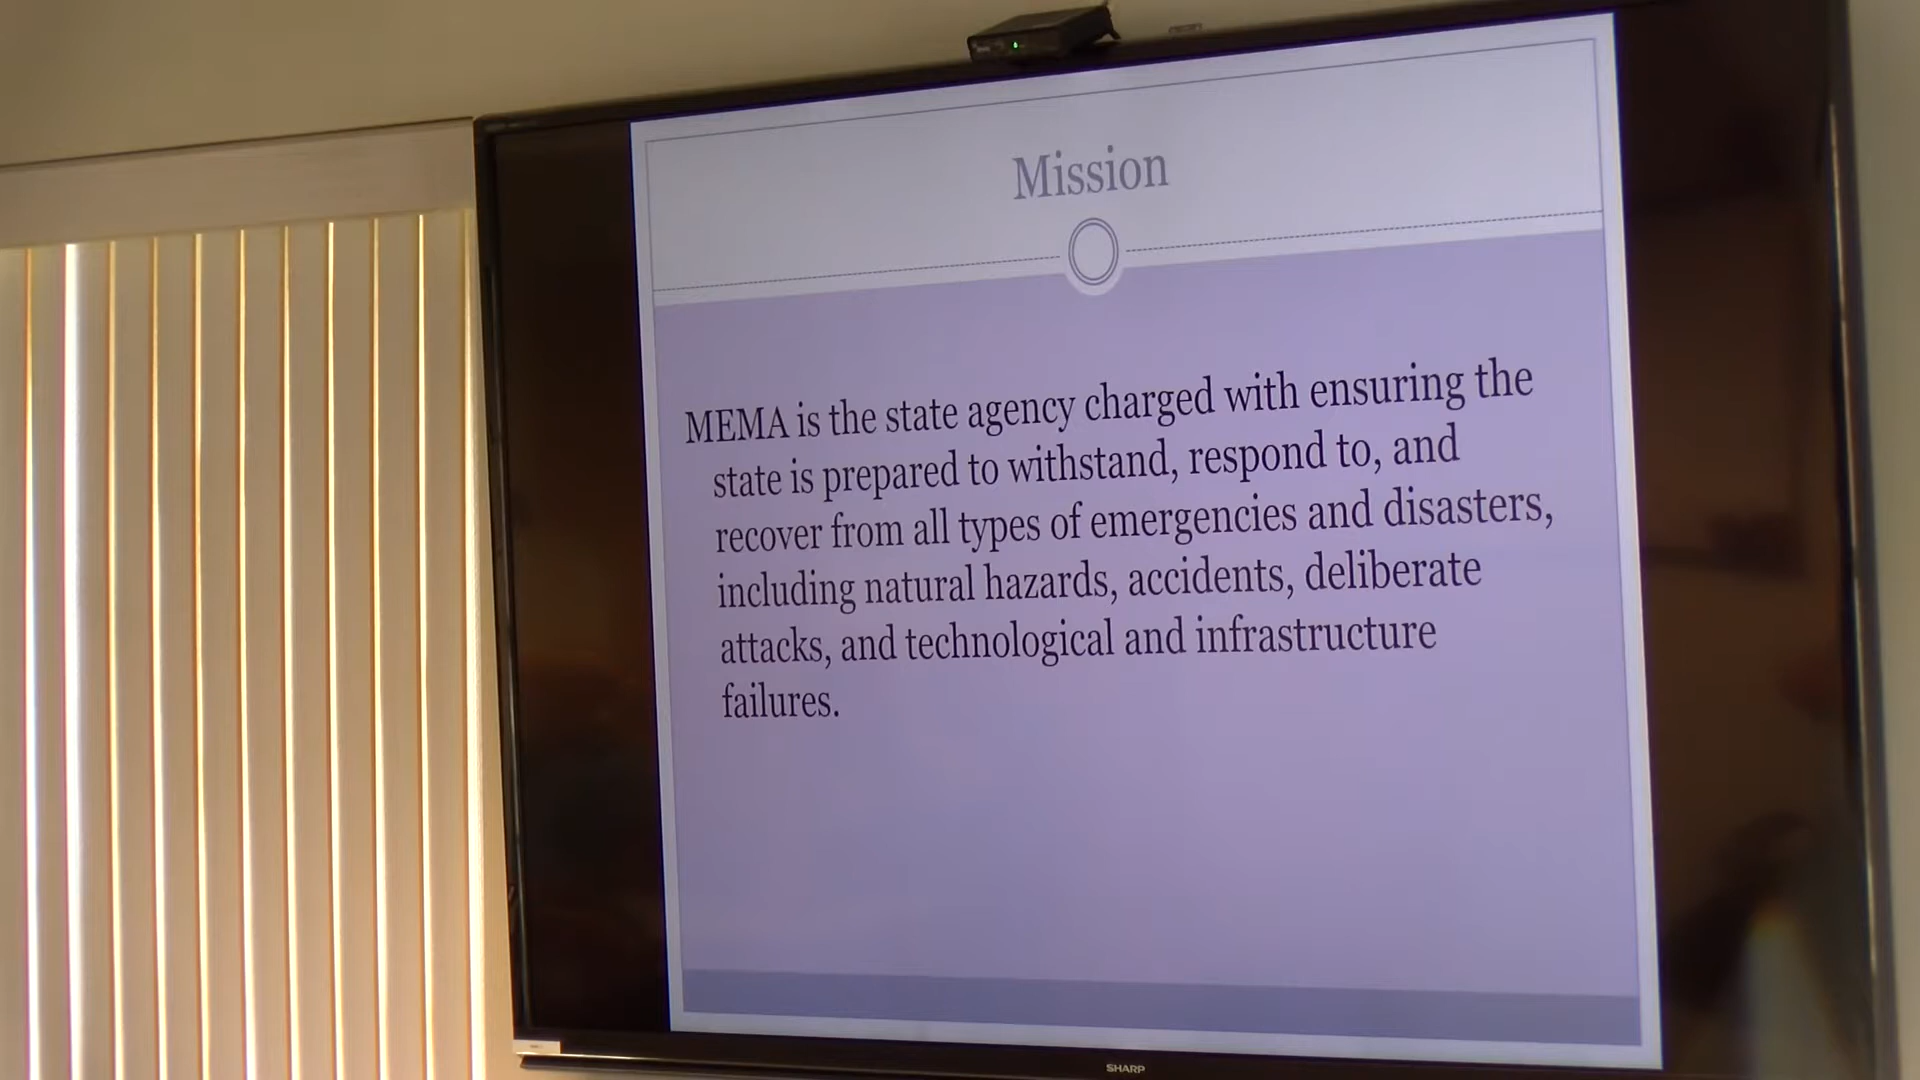 Mission
MEMA is the state agency charged with ensuring the
state is prepared to withstand, respond to, and
recover from all types of emergencies and disasters,
including natural hazards, accidents, deliberate
attacks, and technological and infrastructure
failures.
SHARP